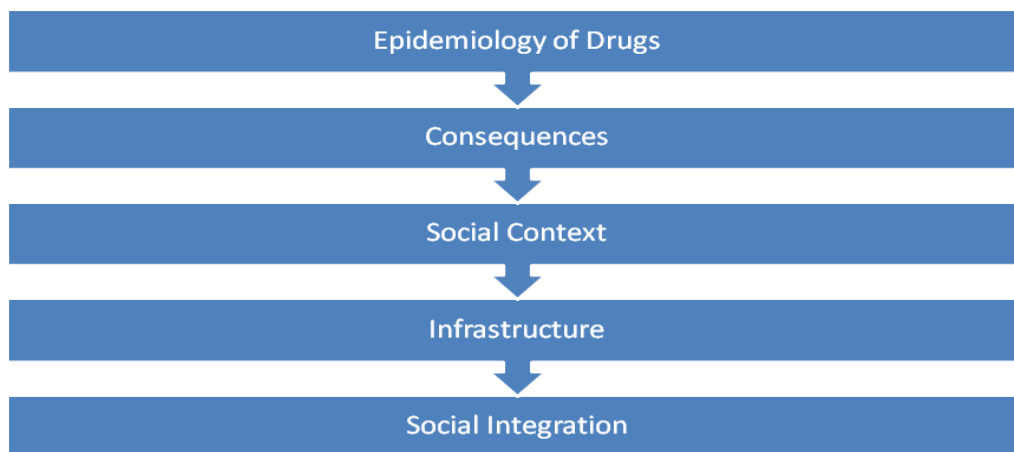 Epidemiology of Drugs
Consequences
Social Context
Infrastructure
Social Integration